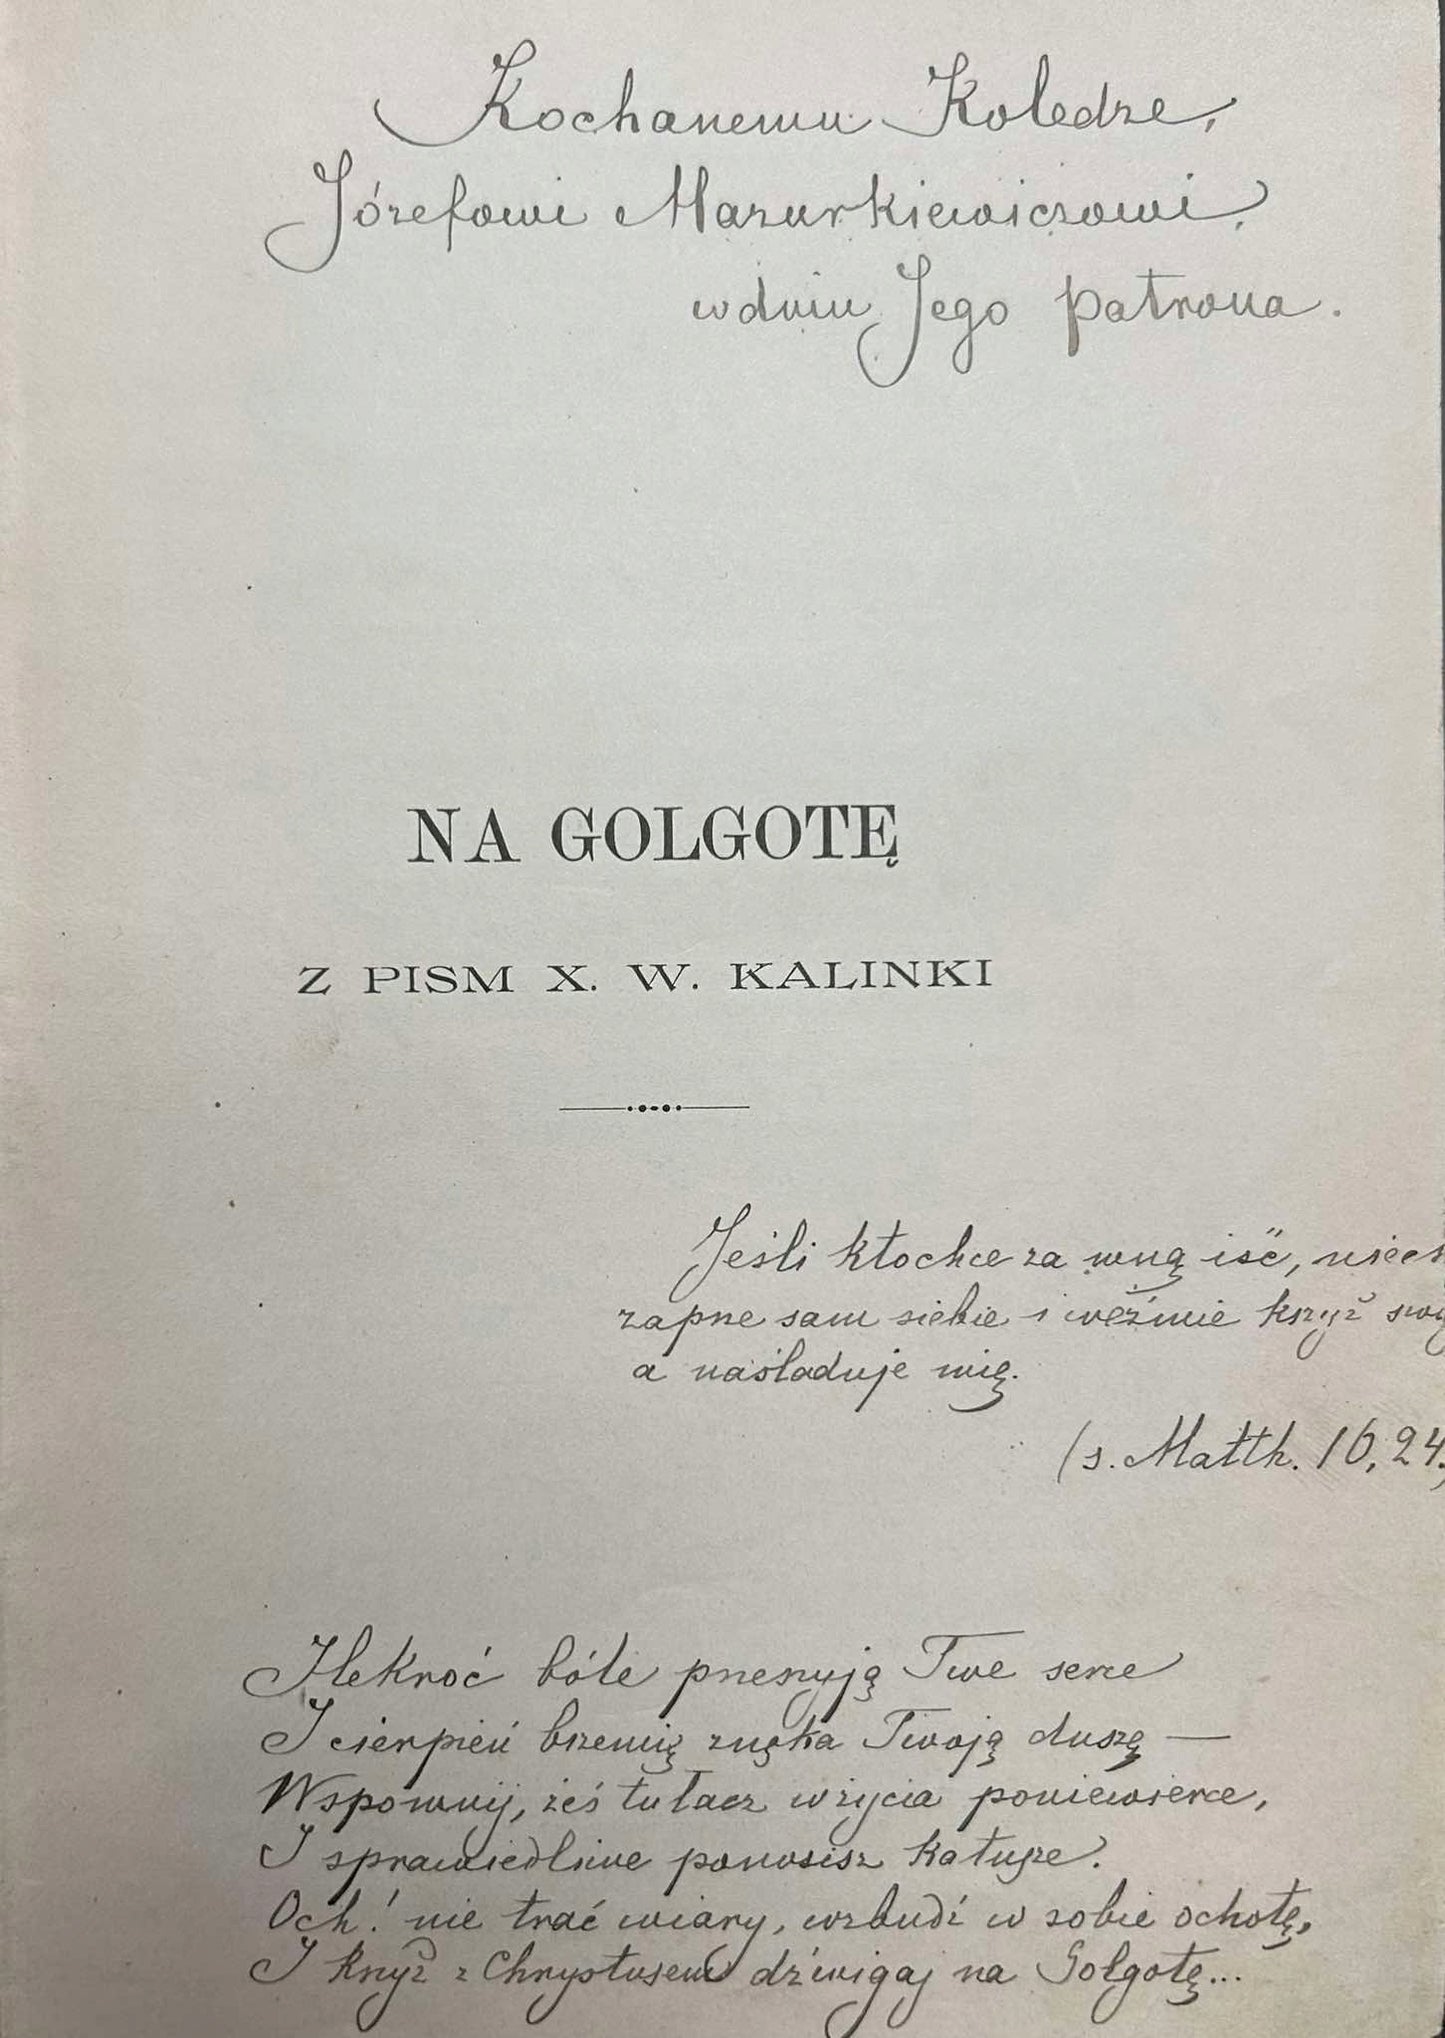 Kochanemu Koledze,
Józefowi Mazurkiewiczowi,
w dniu Jego patrona.
NA GOLGOTĘ
Z PISM X. W. KALINKI
Jeśli kto chce za mną iść, niech
zaprze sam siebie i weźmie krzyż swój
a naśladuje mię.
(s. Matth. 16, 24.)
Ilekroć bóle przeszyją Twe serce
I cierpień brzemię znęka Twoją duszę —
Wspomnij, żeś tułacz w życia poniewierce,
I sprawiedliwe ponosisz katusze.
Och! nie trać wiary, wzbudź w sobie ochotę,
I krzyż z Chrystusem dźwigaj na Golgotę...